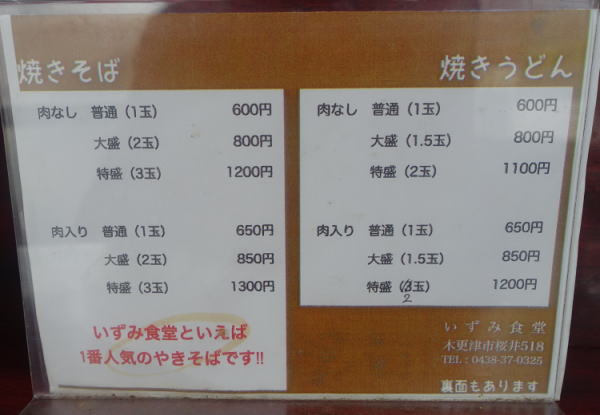 焼きそば
肉なし 普通（1玉） 600円
大盛（2玉） 800円
特盛（3玉） 1200円
肉入り 普通（1玉） 650円
大盛（2玉） 850円
特盛（3玉） 1300円
いずみ食堂といえば
1番人気のやきそばです!!
焼きうどん
肉なし 普通（1玉） 600円
大盛（1.5玉） 800円
特盛（2玉） 1100円
肉入り 普通（1玉） 650円
大盛（1.5玉） 850円
特盛（3玉） 1200円
2
いずみ食堂
木更津市桜井518
TEL : 0438-37-0325
裏面もあります